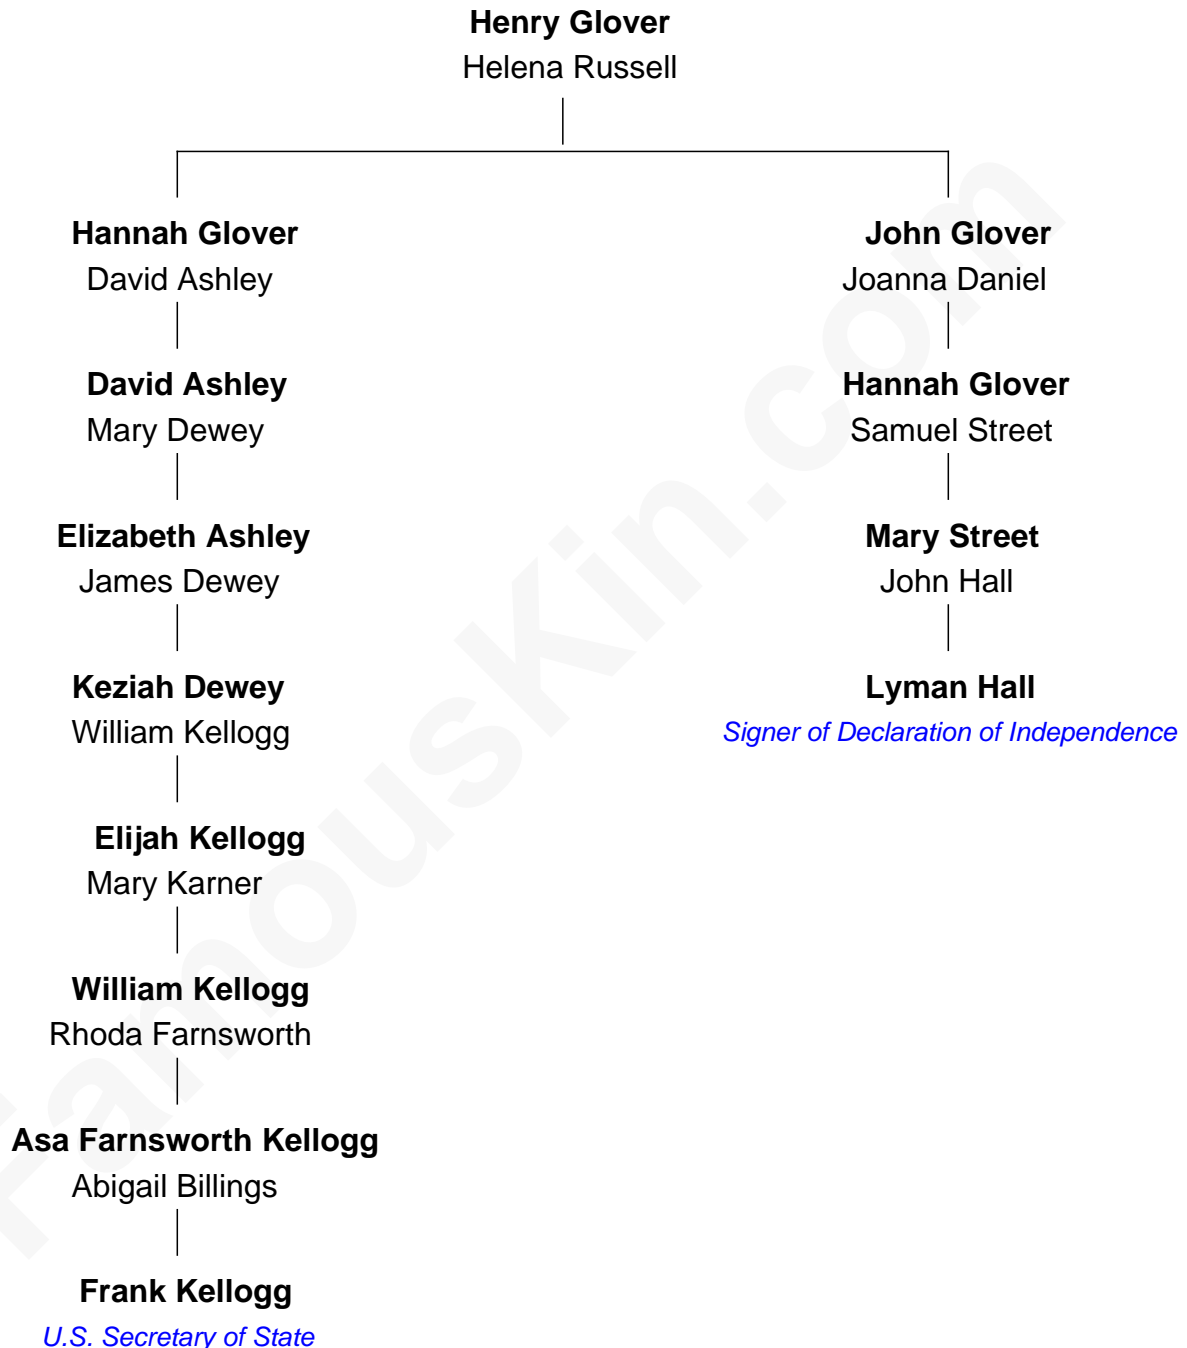 Henry Glover
Helena Russell
Hannah Glover
David Ashley
John Glover
Joanna Daniel
David Ashley
Mary Dewey
Hannah Glover
Samuel Street
Elizabeth Ashley
James Dewey
Mary Street
John Hall
Keziah Dewey
William Kellogg
Lyman Hall
Signer of Declaration of Independence
Elijah Kellogg
Mary Karner
William Kellogg
Rhoda Farnsworth
Asa Farnsworth Kellogg
Abigail Billings
Frank Kellogg
U.S. Secretary of State
FamousKin.com